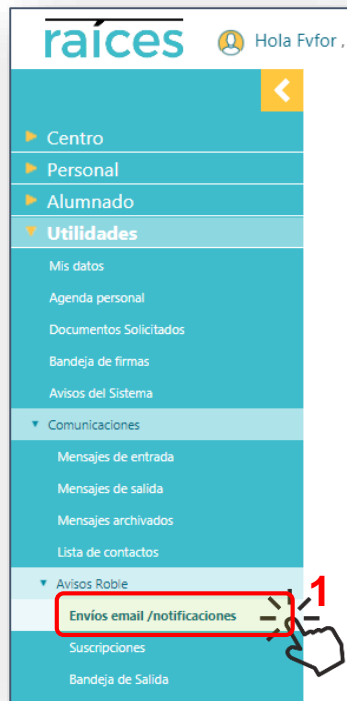 raíces
Hola Fvfor ,
Centro
Personal
Alumnado
Utilidades
Mis datos
Agenda personal
Documentos Solicitados
Bandeja de firmas
Avisos del Sistema
Comunicaciones
Mensajes de entrada
Mensajes de salida
Mensajes archivados
Lista de contactos
Avisos Roble
Envíos email /notificaciones 1
Suscripciones
Bandeja de Salida